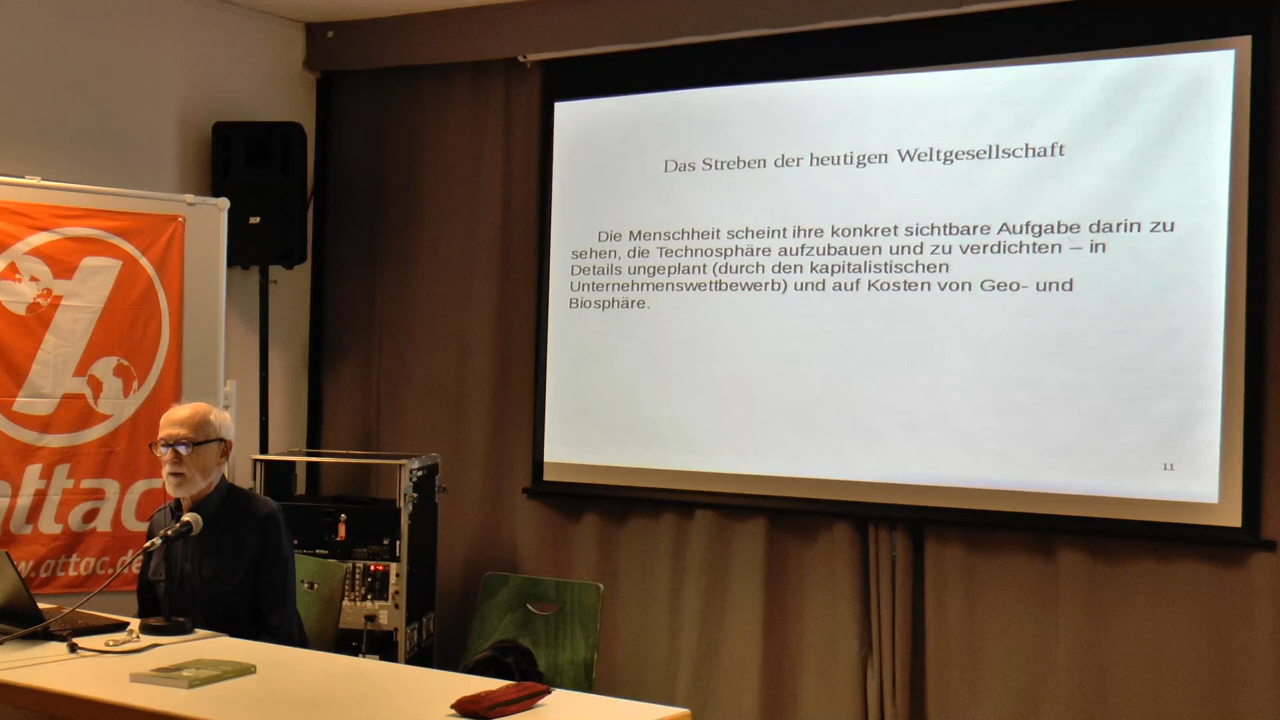 Das Streben der heutigen Weltgesellschaft
Die Menschheit scheint ihre konkret sichtbare Aufgabe darin zu
sehen, die Technosphäre aufzubauen und zu verdichten – in
Details ungeplant (durch den kapitalistischen
Unternehmenswettbewerb) und auf Kosten von Geo- und
Biosphäre.
11
attac
w.attac.de